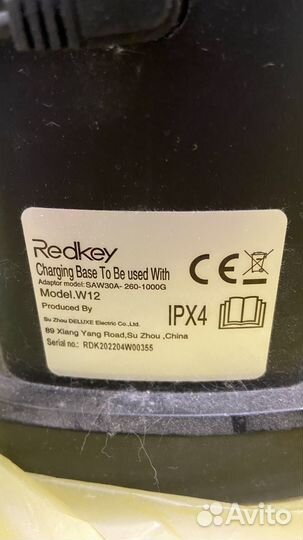 Redkey
Charging Base To Be used With
Adaptor model: SAW30A- 260-1000G
Model.W12
Produced By
Su Zhou DELUXE Electric Co.,Ltd.
89 Xiang Yang Road,Su Zhou ,China
Serial no.: RDK202204W00355
CE
IPX4
Avito